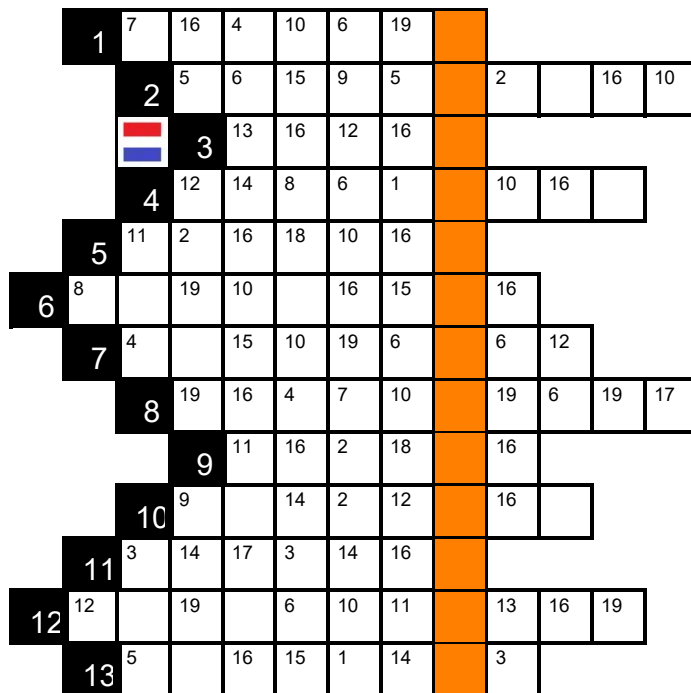 1 7 16 4 10 6 19
2 5 6 15 9 5 2 16 10
3 13 16 12 16
4 12 14 8 6 1 10 16
5 11 2 16 18 10 16
6 8 19 10 16 15 16
7 4 15 10 19 6 6 12
8 19 16 4 7 10 19 6 19 17
9 11 16 2 18 16
10 9 14 2 12 16
11 3 14 17 3 14 16
12 12 19 6 10 11 13 16 19
13 5 16 15 1 14 3